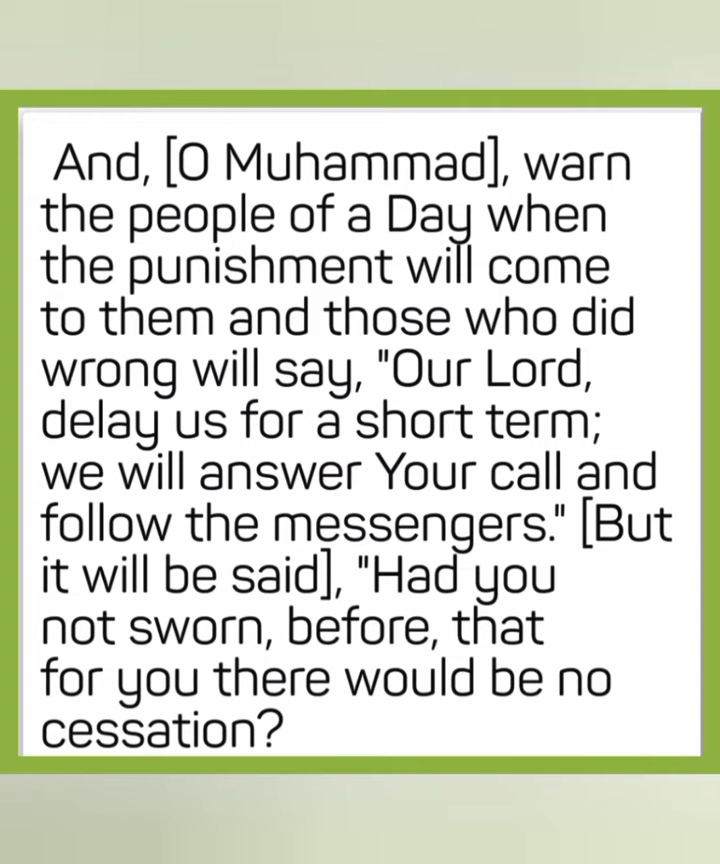 And, [O Muhammad], warn
the people of a Day when
the punishment will come
to them and those who did
wrong will say, "Our Lord,
delay us for a short term;
we will answer Your call and
follow the messengers." [But
it will be said], "Had you
not sworn, before, that
for you there would be no
cessation?